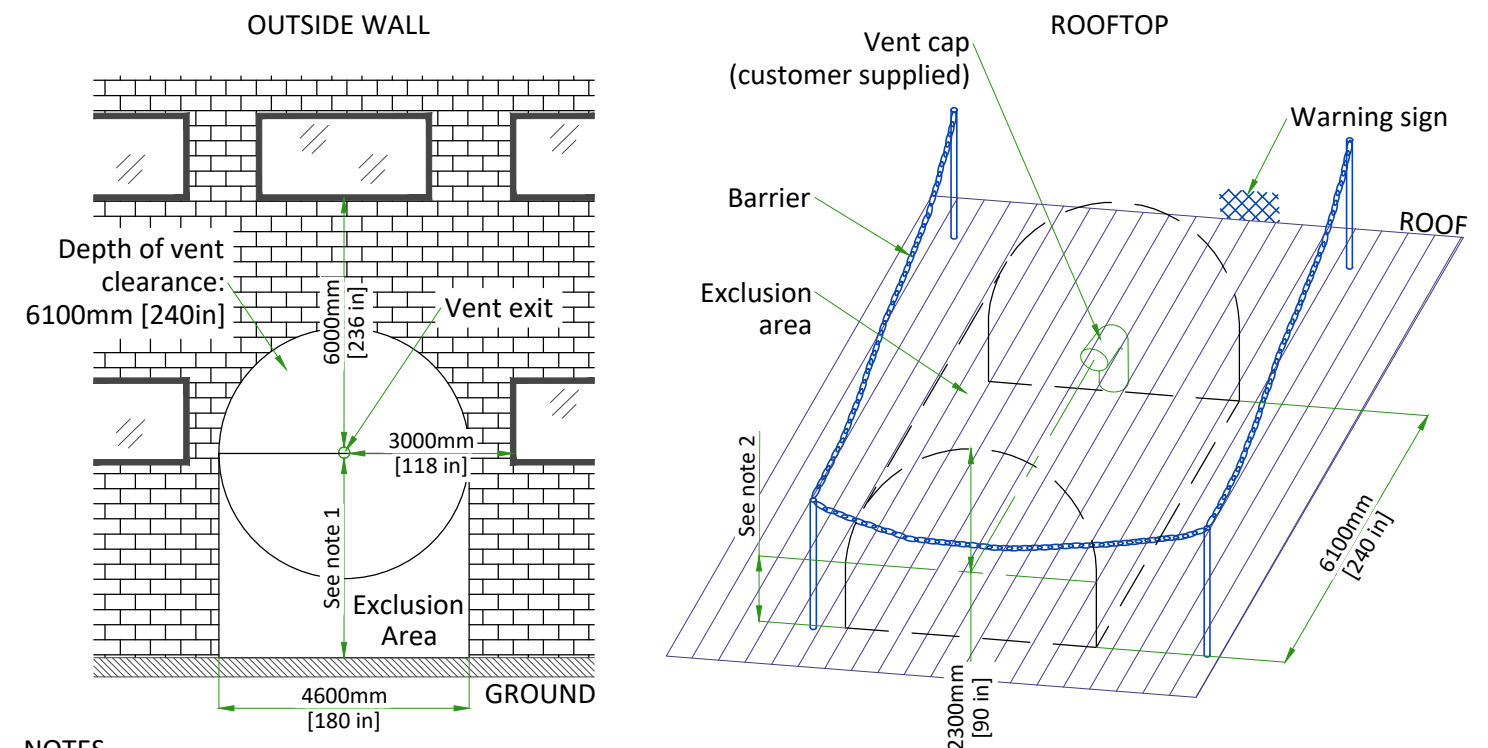 OUTSIDE WALL
Depth of vent
clearance:
6100mm [240in]
6000mm
[236 in]
Vent exit
3000mm
[118 in]
See note 1
Exclusion
Area
4600mm
[180 in]
GROUND
NOTES
ROOFTOP
Vent cap
(customer supplied)
Warning sign
Barrier
ROOF
Exclusion
area
See note 2
6100mm
[240 in]
2300mm
[90 in]